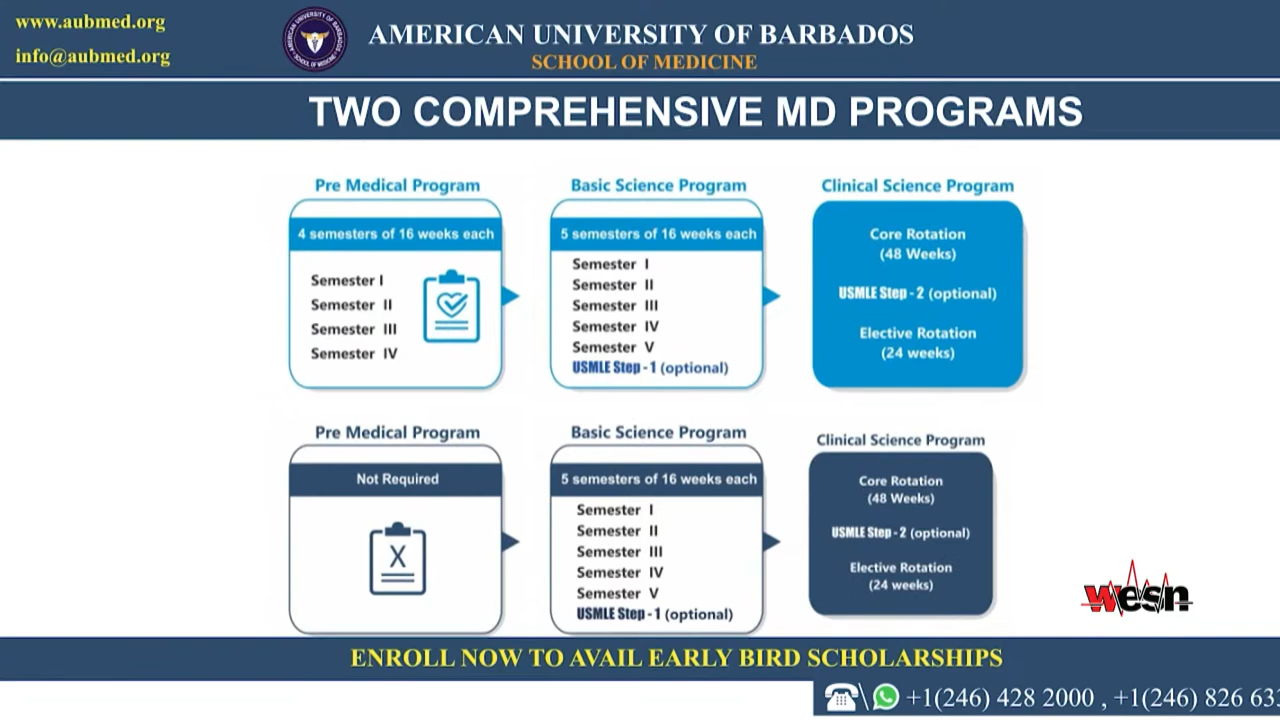 www.aubmed.org
info@aubmed.org
AMERICAN UNIVERSITY OF BARBADOS
SCHOOL OF MEDICINE
TWO COMPREHENSIVE MD PROGRAMS
Pre Medical Program
4 semesters of 16 weeks each
Semester I
Semester II
Semester III
Semester IV
Basic Science Program
5 semesters of 16 weeks each
Semester I
Semester II
Semester III
Semester IV
Semester V
USMLE Step - 1 (optional)
Clinical Science Program
Core Rotation
(48 Weeks)
USMLE Step - 2 (optional)
Elective Rotation
(24 weeks)
Pre Medical Program
Not Required
X
Basic Science Program
5 semesters of 16 weeks each
Semester I
Semester II
Semester III
Semester IV
Semester V
USMLE Step - 1 (optional)
Clinical Science Program
Core Rotation
(48 Weeks)
USMLE Step - 2 (optional)
Elective Rotation
(24 weeks)
wesn
ENROLL NOW TO AVAIL EARLY BIRD SCHOLARSHIPS
+1(246) 428 2000 , +1(246) 826